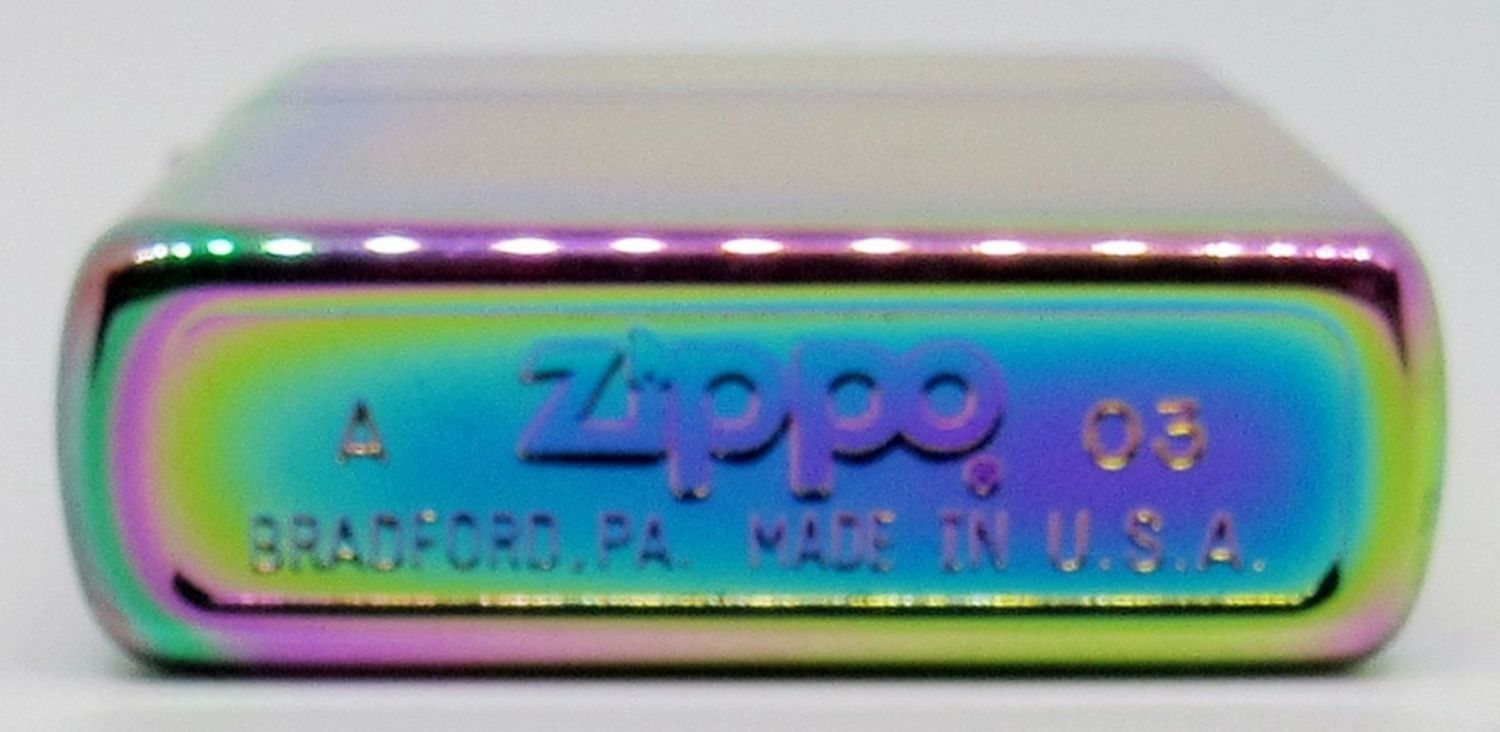 A zippo 03
BRADFORD, PA. MADE IN U.S.A.